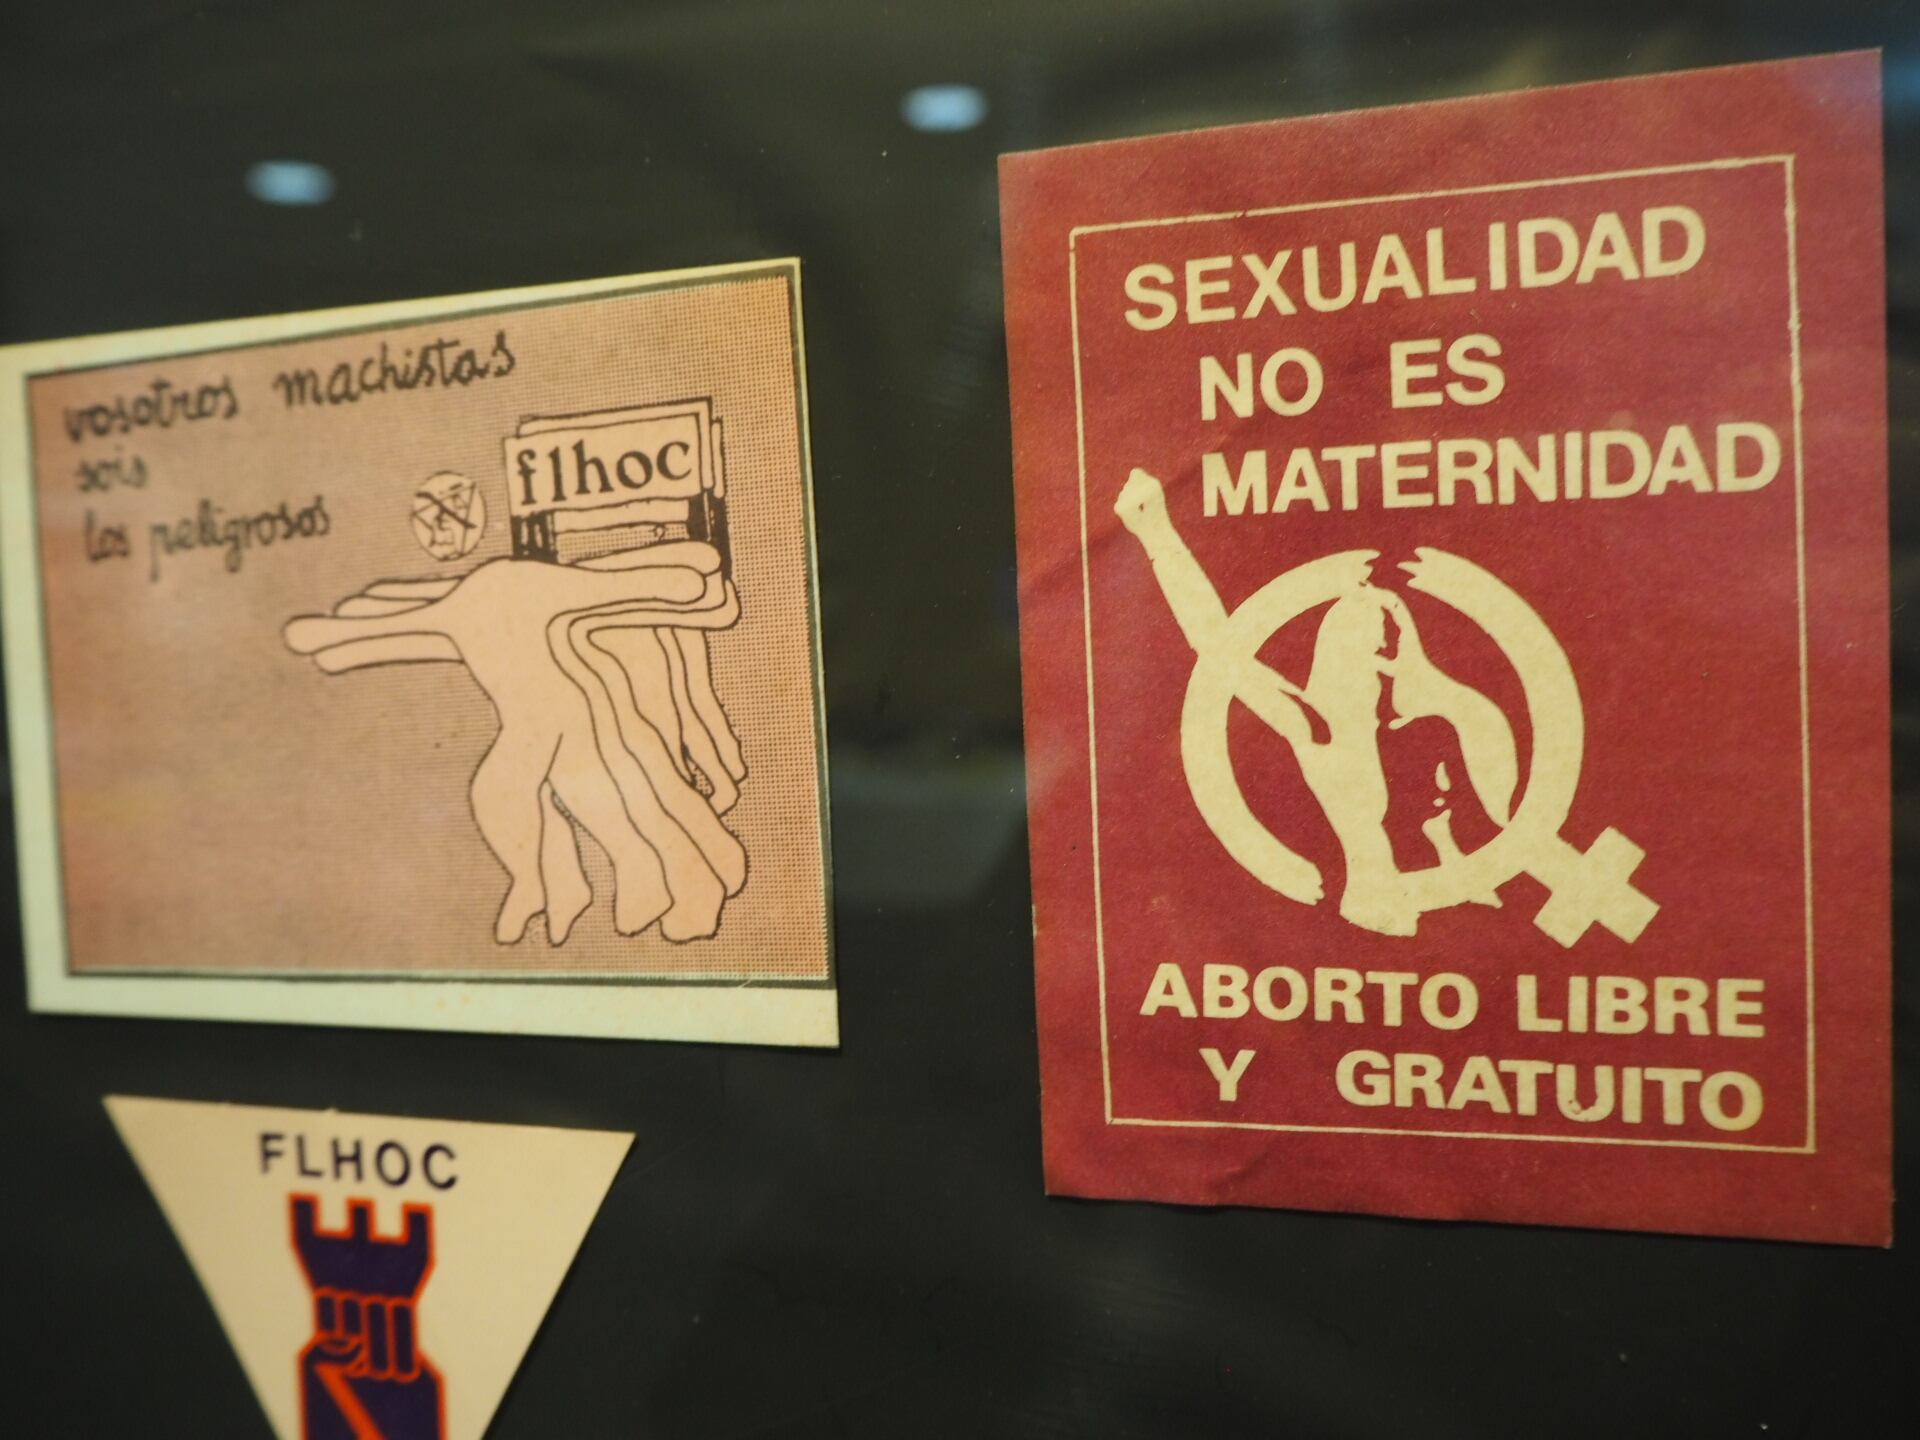 vosotros machistas
sois
los peligrosos
flhoc
FLHOC
SEXUALIDAD
NO ES
MATERNIDAD
ABORTO LIBRE
Y GRATUITO